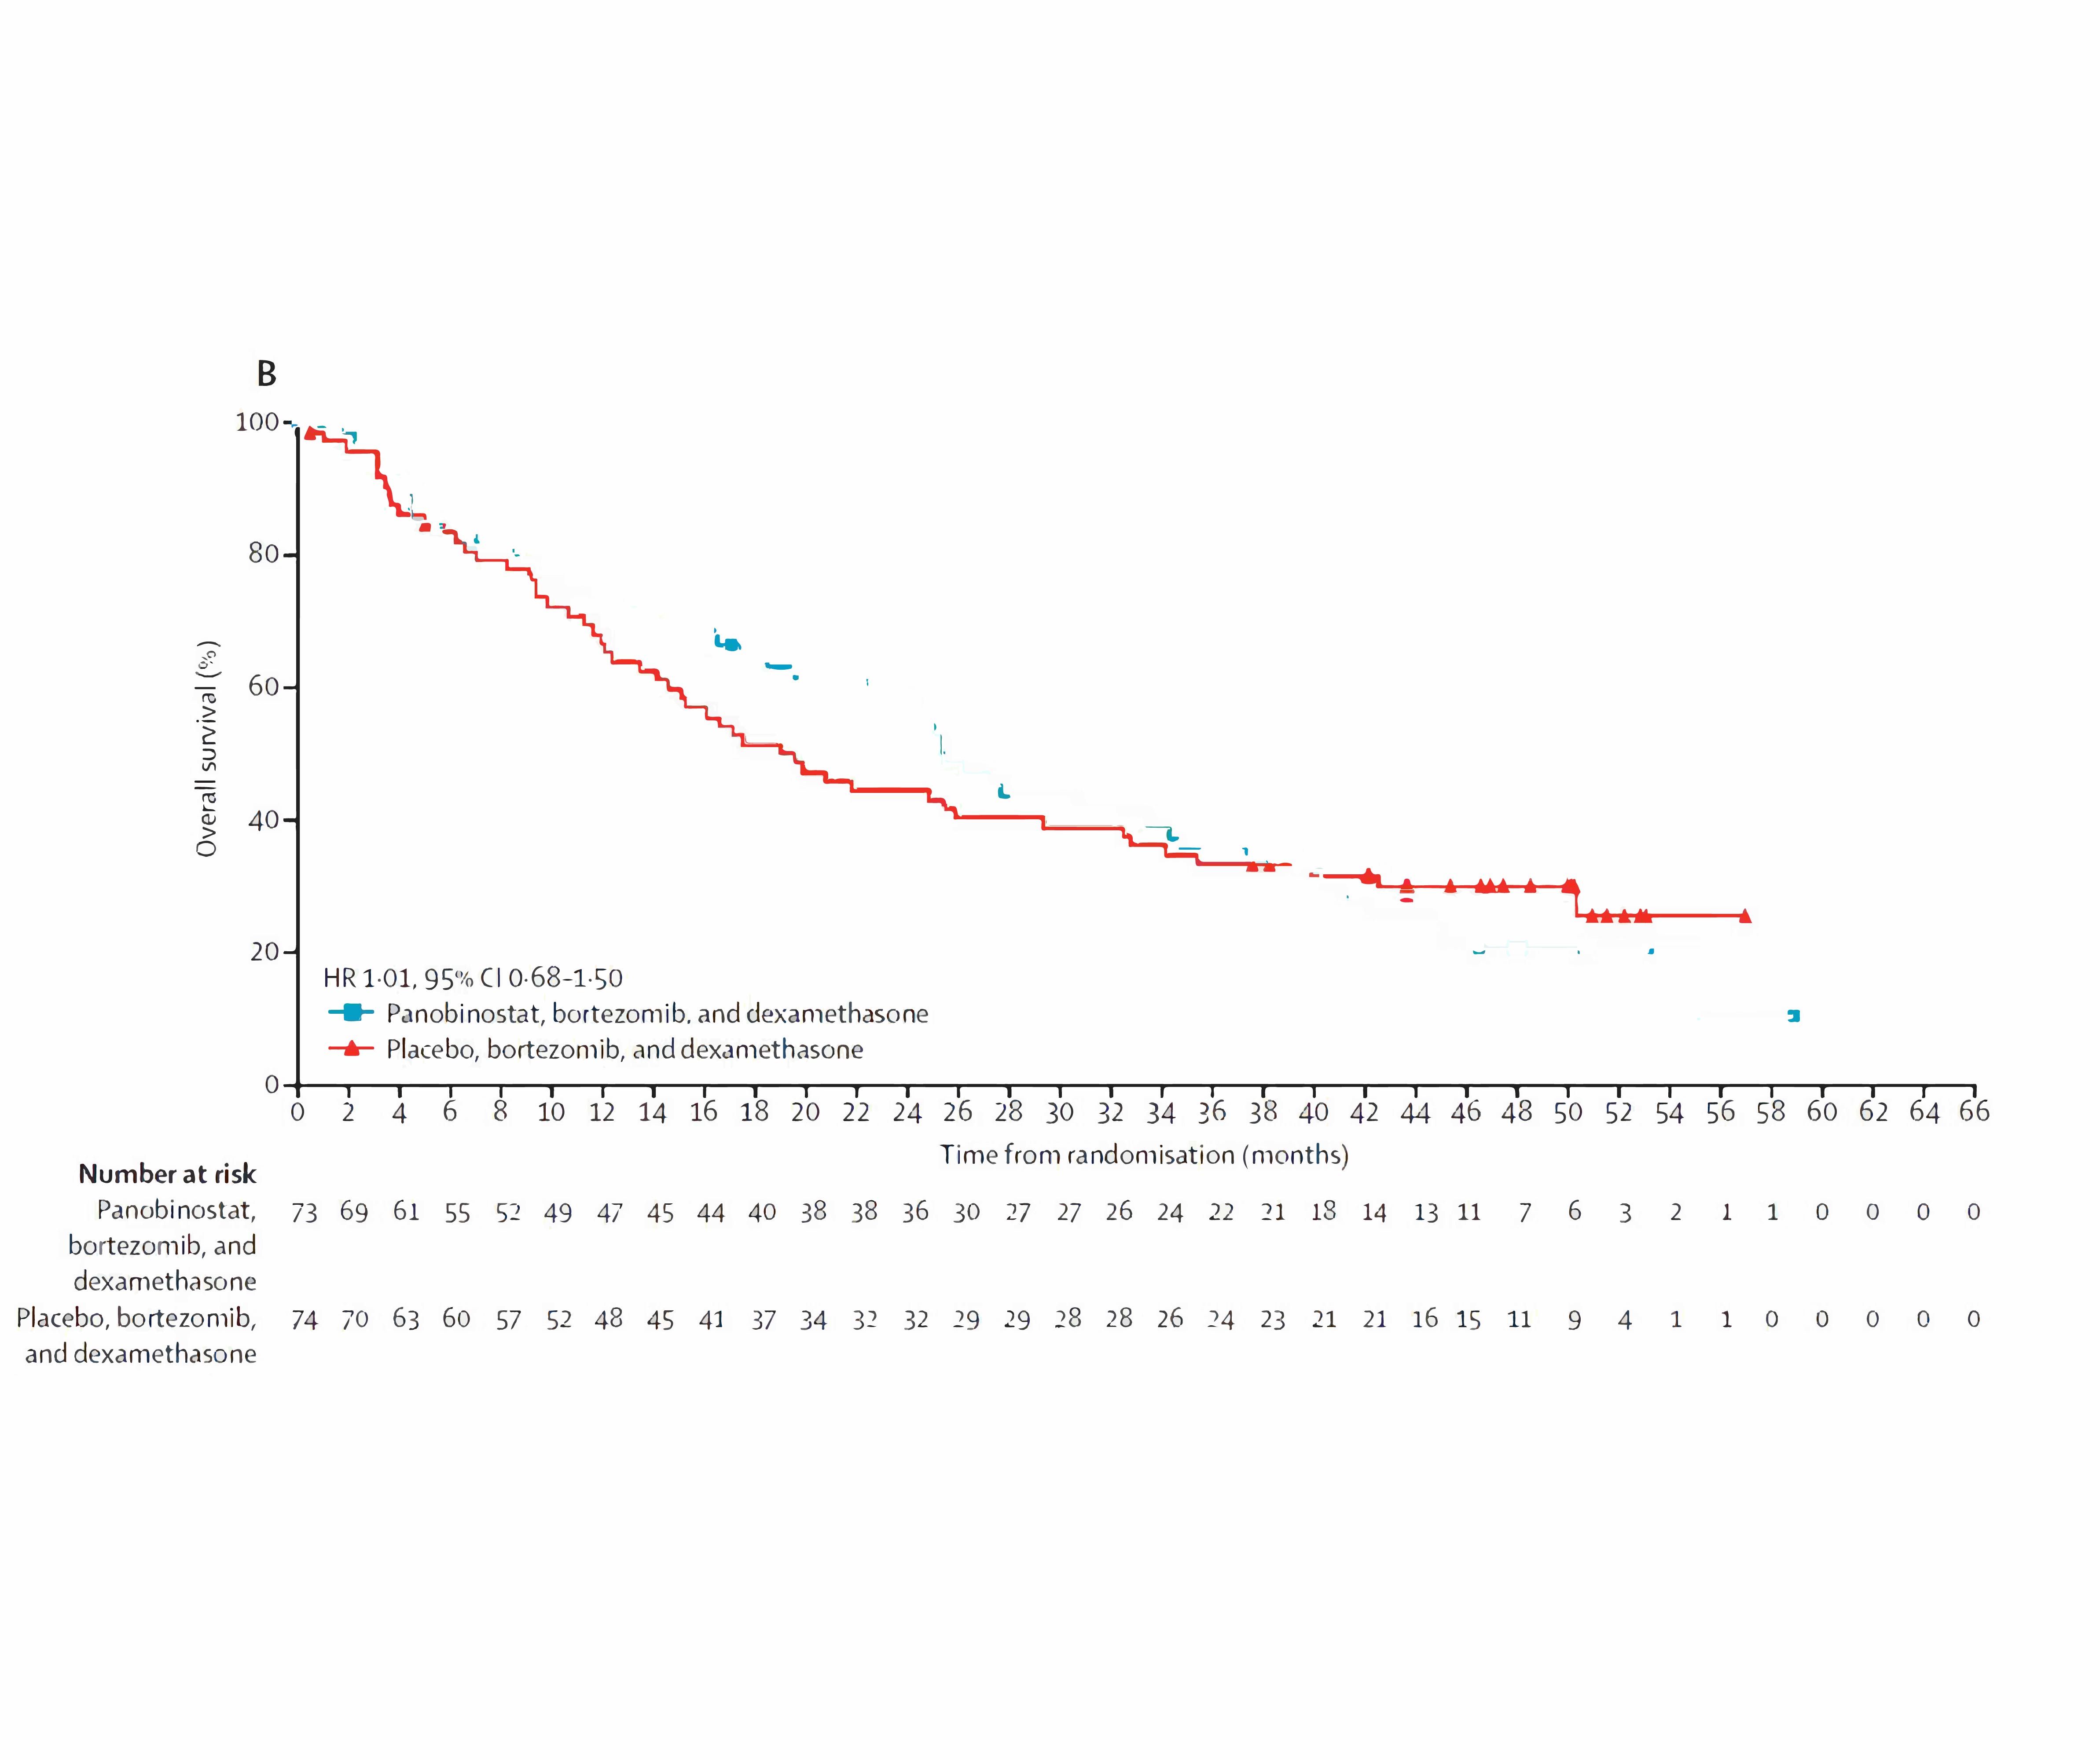 B
100
80
60
40
20
0
Overall survival (%)
HR 1·01, 95% CI 0·68–1·50
Panobinostat, bortezomib, and dexamethasone
Placebo, bortezomib, and dexamethasone
0 2 4 6 8 10 12 14 16 18 20 22 24 26 28 30 32 34 36 38 40 42 44 46 48 50 52 54 56 58 60 62 64 66
Time from randomisation (months)
Number at risk
Panobinostat, 73 69 61 55 52 49 47 45 44 40 38 38 36 30 27 27 26 24 22 21 18 14 13 11 7 6 3 2 1 1 0 0 0 0
bortezomib, and
dexamethasone
Placebo, bortezomib, 74 70 63 60 57 52 48 45 41 37 34 32 32 29 29 28 28 26 24 23 21 21 16 15 11 9 4 1 1 0 0 0 0 0
and dexamethasone